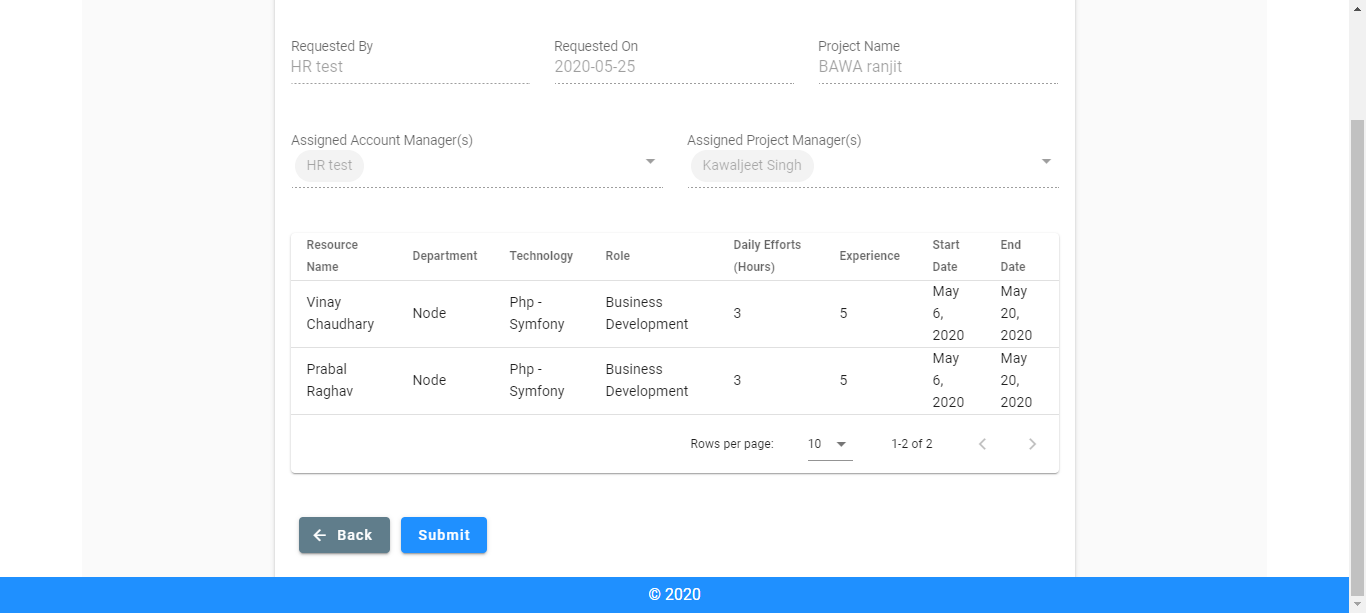 Requested By
Requested On
Project Name
HR test
2020-05-25
BAWA ranjit
Assigned Account Manager(s)
Assigned Project Manager(s)
HR test
Kawaljeet Singh
Resource Name
Department
Technology
Role
Daily Efforts (Hours)
Experience
Start Date
End Date
Vinay Chaudhary
Node
Php - Symfony
Business Development
3
5
May 6, 2020
May 20, 2020
Prabal Raghav
Node
Php - Symfony
Business Development
3
5
May 6, 2020
May 20, 2020
Rows per page:
10
1-2 of 2
Back
Submit
© 2020